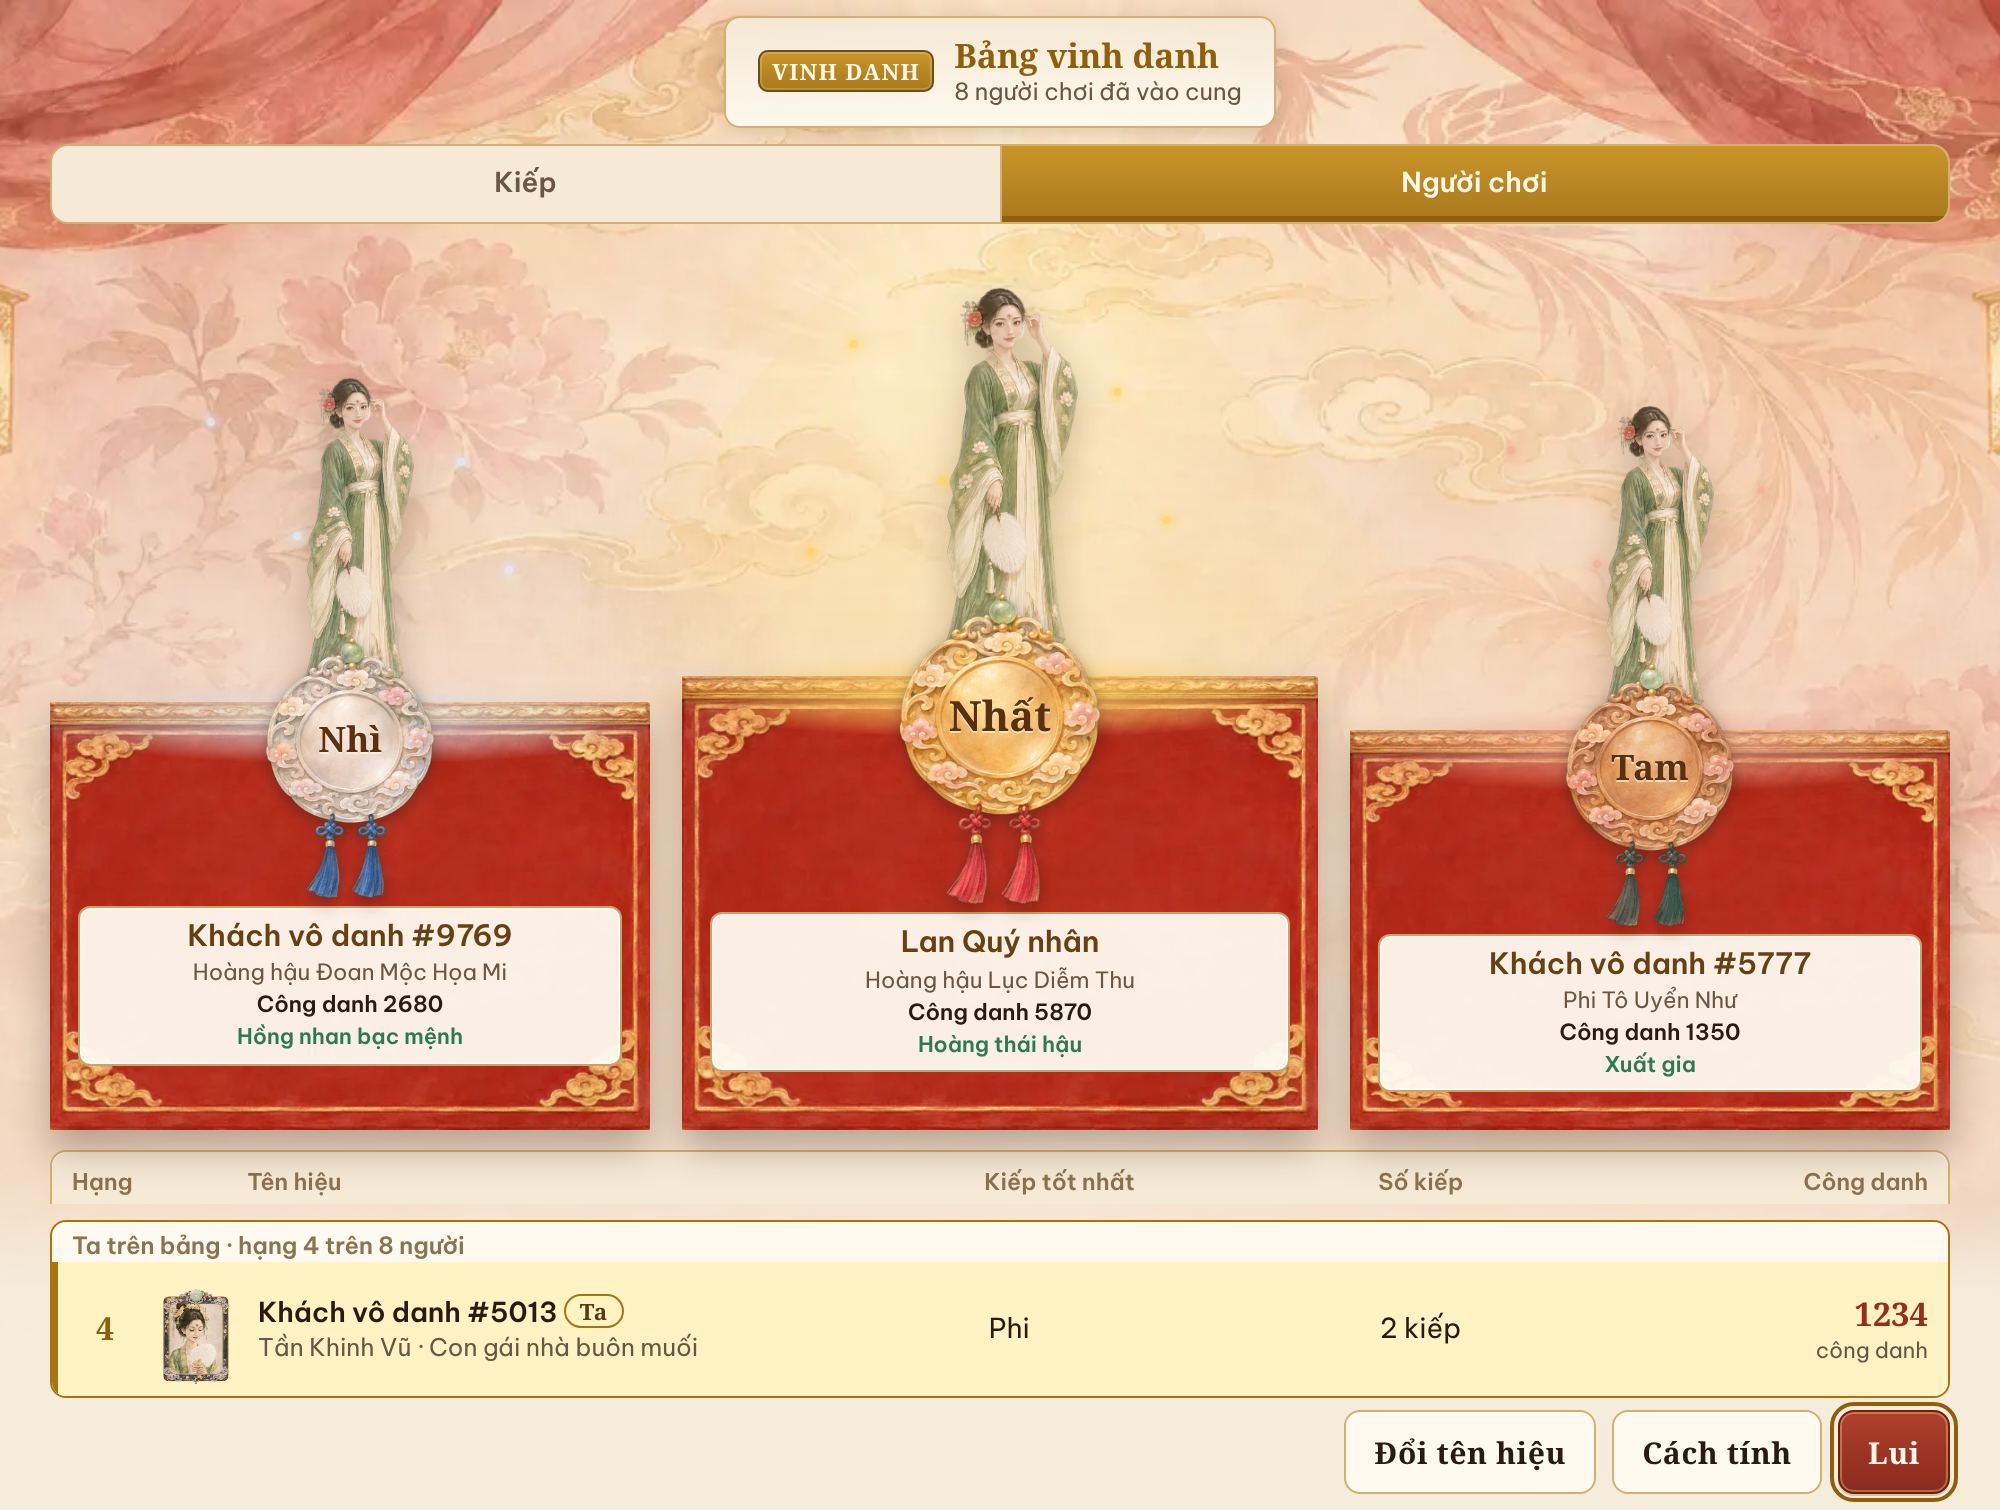 VINH DANH
Bảng vinh danh
8 người chơi đã vào cung
Kiếp
Người chơi
Nhì
Khách vô danh #9769
Hoàng hậu Đoan Mộc Họa Mi
Công danh 2680
Hồng nhan bạc mệnh
Nhất
Lan Quý nhân
Hoàng hậu Lục Diễm Thu
Công danh 5870
Hoàng thái hậu
Tam
Khách vô danh #5777
Phi Tô Uyển Như
Công danh 1350
Xuất gia
Hạng Tên hiệu Kiếp tốt nhất Số kiếp Công danh
Ta trên bảng · hạng 4 trên 8 người
4
Khách vô danh #5013 Ta
Tần Khinh Vũ · Con gái nhà buôn muối
Phi
2 kiếp
1234
công danh
Đổi tên hiệu
Cách tính
Lui